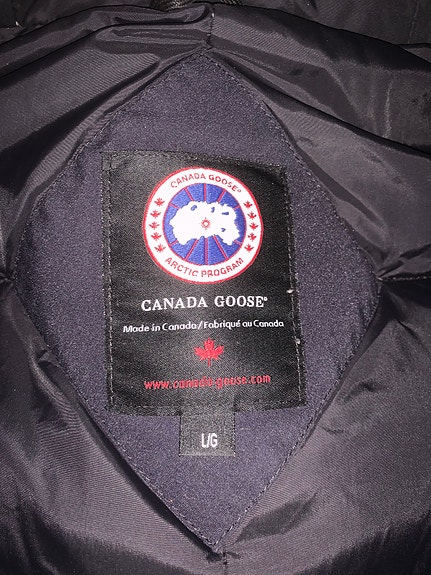 CANADA GOOSE®
ARCTIC PROGRAM
CANADA GOOSE®
Made in Canada/Fabriqué au Canada
www.canada-goose.com
L/G